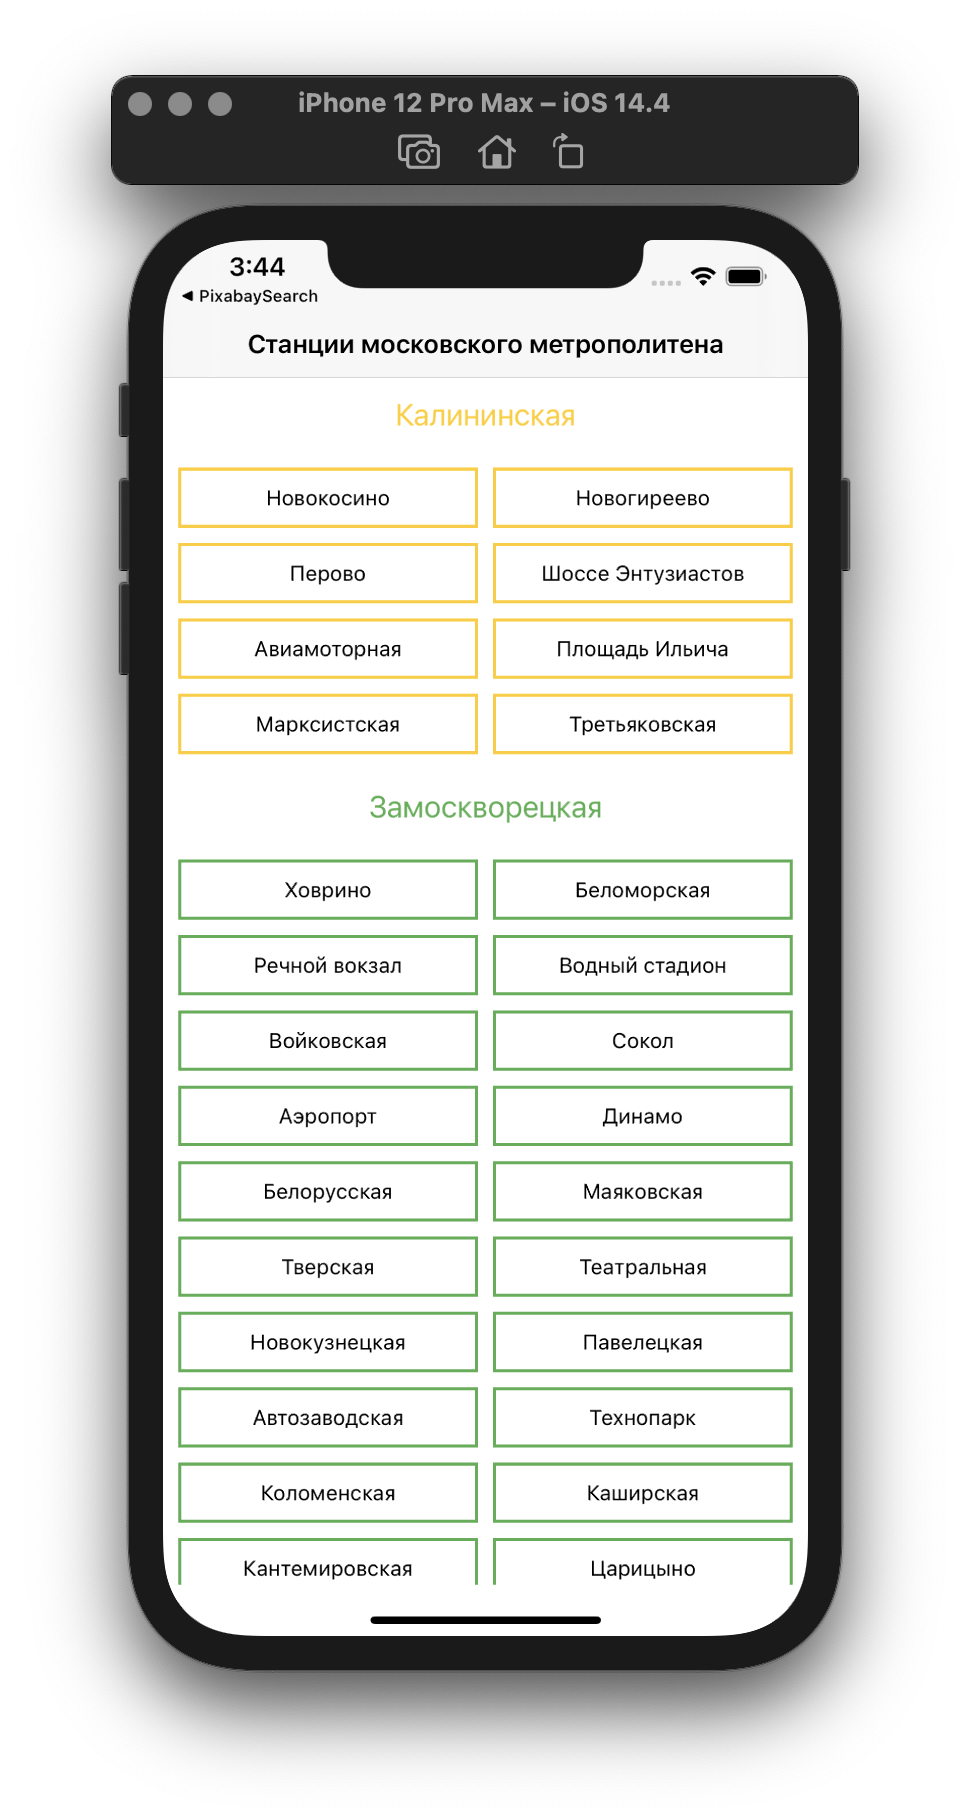 iPhone 12 Pro Max – iOS 14.4
3:44
◀ PixabaySearch
Станции московского метрополитена
Калининская
Новокосино Новогиреево
Перово Шоссе Энтузиастов
Авиамоторная Площадь Ильича
Марксистская Третьяковская
Замоскворецкая
Ховрино Беломорская
Речной вокзал Водный стадион
Войковская Сокол
Аэропорт Динамо
Белорусская Маяковская
Тверская Театральная
Новокузнецкая Павелецкая
Автозаводская Технопарк
Коломенская Каширская
Кантемировская Царицыно